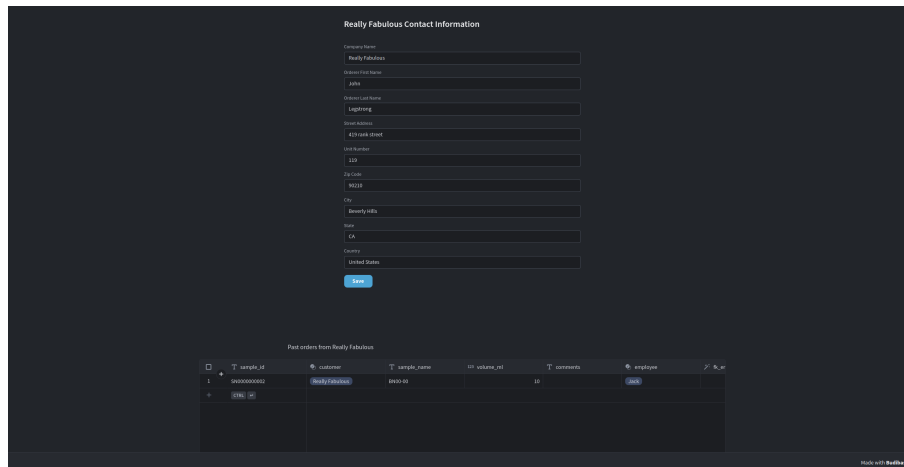 Really Fabulous Contact Information
Company Name
Really Fabulous
Orderer First Name
John
Orderer Last Name
Logstrong
Street Address
419 rank street
Unit Number
119
Zip Code
90210
City
Beverly Hills
State
CA
Country
United States
Save
Past orders from Really Fabulous
sample_id customer sample_name volume_ml comments employee
1 SN0000000002 Really Fabulous BN00-00 10 Jack
CTRL
Made with Budiba